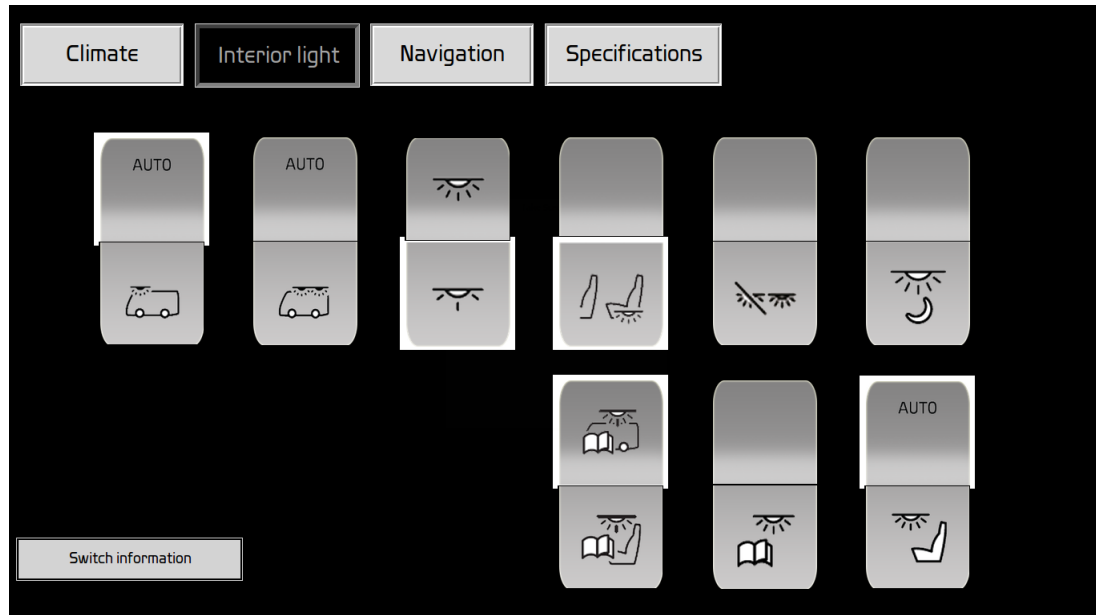 Climate
Interior light
Navigation
Specifications
AUTO
AUTO
AUTO
Switch information